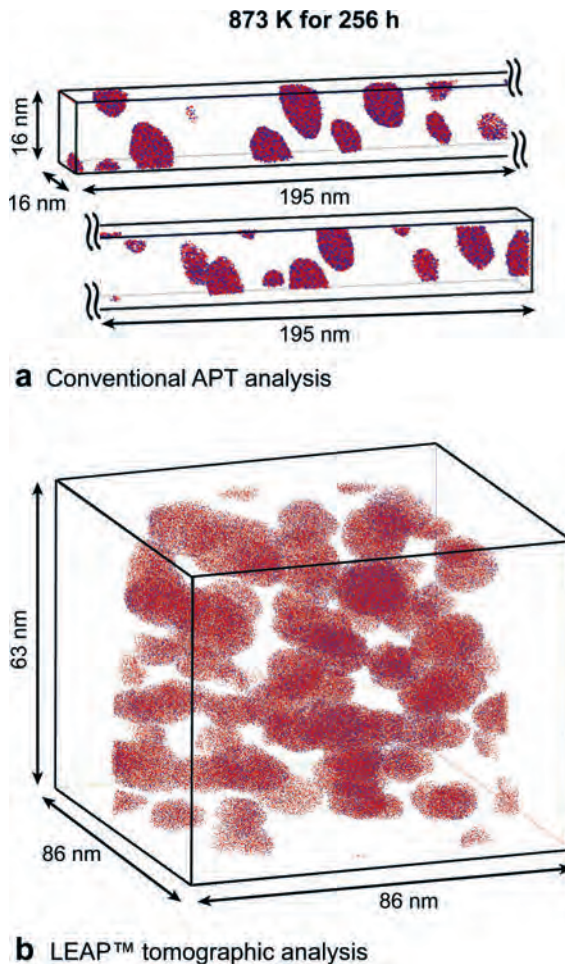 873 K for 256 h
16 nm
16 nm
195 nm
195 nm
a Conventional APT analysis
63 nm
86 nm
86 nm
b LEAP™ tomographic analysis